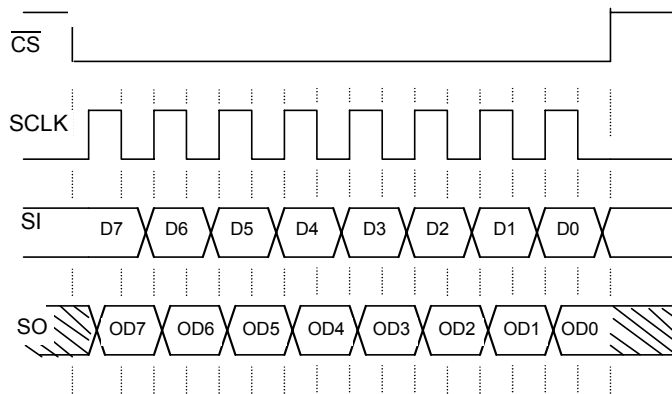 C̅S̅
SCLK
SI D7 D6 D5 D4 D3 D2 D1 D0
SO OD7 OD6 OD5 OD4 OD3 OD2 OD1 OD0